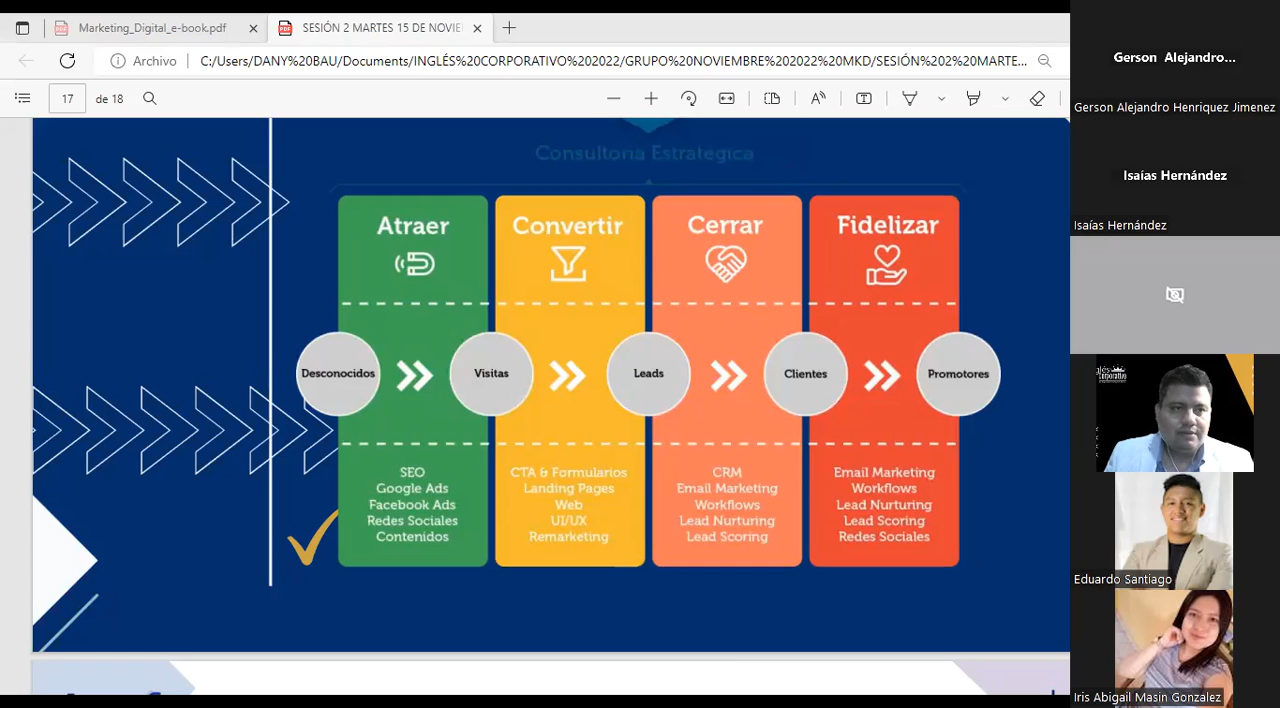 Marketing_Digital_e-book.pdf
SESIÓN 2 MARTES 15 DE NOVIE
Archivo
C:/Users/DANY%20BAU/Documents/INGLÉS%20CORPORATIVO%202022/GRUPO%20NOVIEMBRE%202022%20MKD/SESIÓN%202%20MARTE...
17
de 18
Consultoria Estrategica
Atraer
Convertir
Cerrar
Fidelizar
Desconocidos
Visitas
Leads
Clientes
Promotores
SEO
Google Ads
Facebook Ads
Redes Sociales
Contenidos
CTA & Formularios
Landing Pages
Web
UI/UX
Remarketing
CRM
Email Marketing
Workflows
Lead Nurturing
Lead Scoring
Email Marketing
Workflows
Lead Nurturing
Lead Scoring
Redes Sociales
Gerson Alejandro...
Gerson Alejandro Henriquez Jimenez
Isaías Hernández
Isaías Hernández
Eduardo Santiago
Iris Abigail Masin Gonzalez